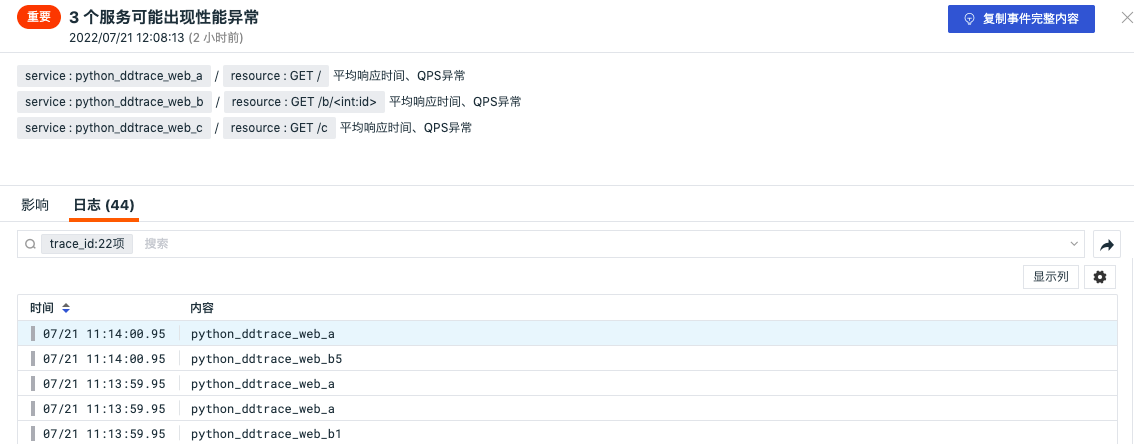 重要 3 个服务可能出现性能异常 复制事件完整内容
2022/07/21 12:08:13 (2 小时前)
service : python_ddtrace_web_a / resource : GET / 平均响应时间、QPS异常
service : python_ddtrace_web_b / resource : GET /b/<int:id> 平均响应时间、QPS异常
service : python_ddtrace_web_c / resource : GET /c 平均响应时间、QPS异常
影响 日志 (44)
trace_id:22项 搜索
显示列
时间 内容
07/21 11:14:00.95 python_ddtrace_web_a
07/21 11:14:00.95 python_ddtrace_web_b5
07/21 11:13:59.95 python_ddtrace_web_a
07/21 11:13:59.95 python_ddtrace_web_a
07/21 11:13:59.95 python_ddtrace_web_b1